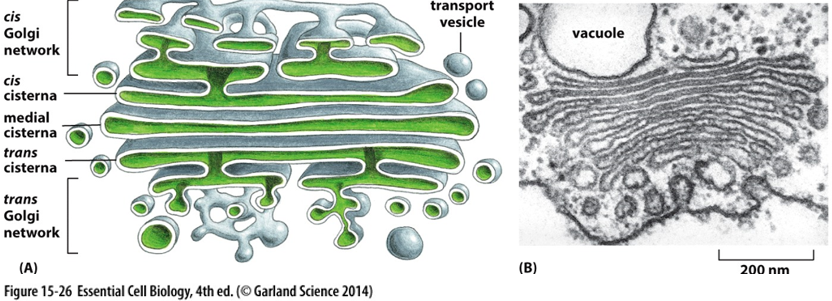 cis
Golgi
network
cis
cisterna
medial
cisterna
trans
cisterna
trans
Golgi
network
transport
vesicle
(A)
vacuole
(B)
200 nm
Figure 15-26 Essential Cell Biology, 4th ed. (© Garland Science 2014)